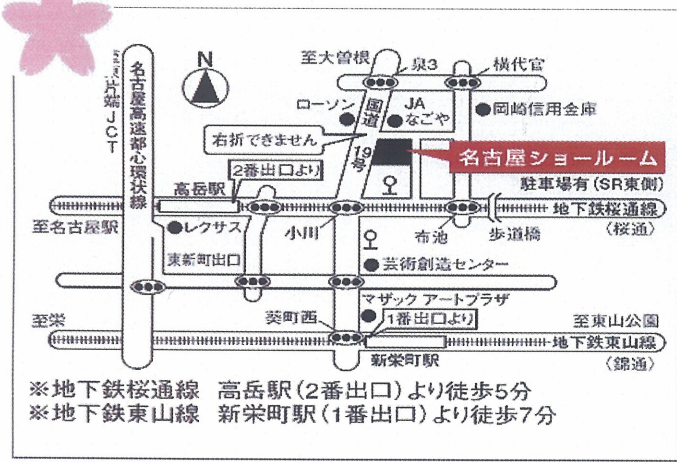 至大曽根
泉3
横代官
N
名古屋高速都心環状線
片端JCT
ローソン
国道19号
JAなごや
岡崎信用金庫
右折できません
名古屋ショールーム
駐車場有(SR東側)
2番出口より
高岳駅
地下鉄桜通線
至名古屋駅
レクサス
小川
布池
歩道橋
〈桜通〉
東新町出口
芸術創造センター
マザック アートプラザ
葵町西
1番出口より
至栄
至東山公園
地下鉄東山線
新栄町駅
〈錦通〉
※地下鉄桜通線 高岳駅(2番出口)より徒歩5分
※地下鉄東山線 新栄町駅(1番出口)より徒歩7分